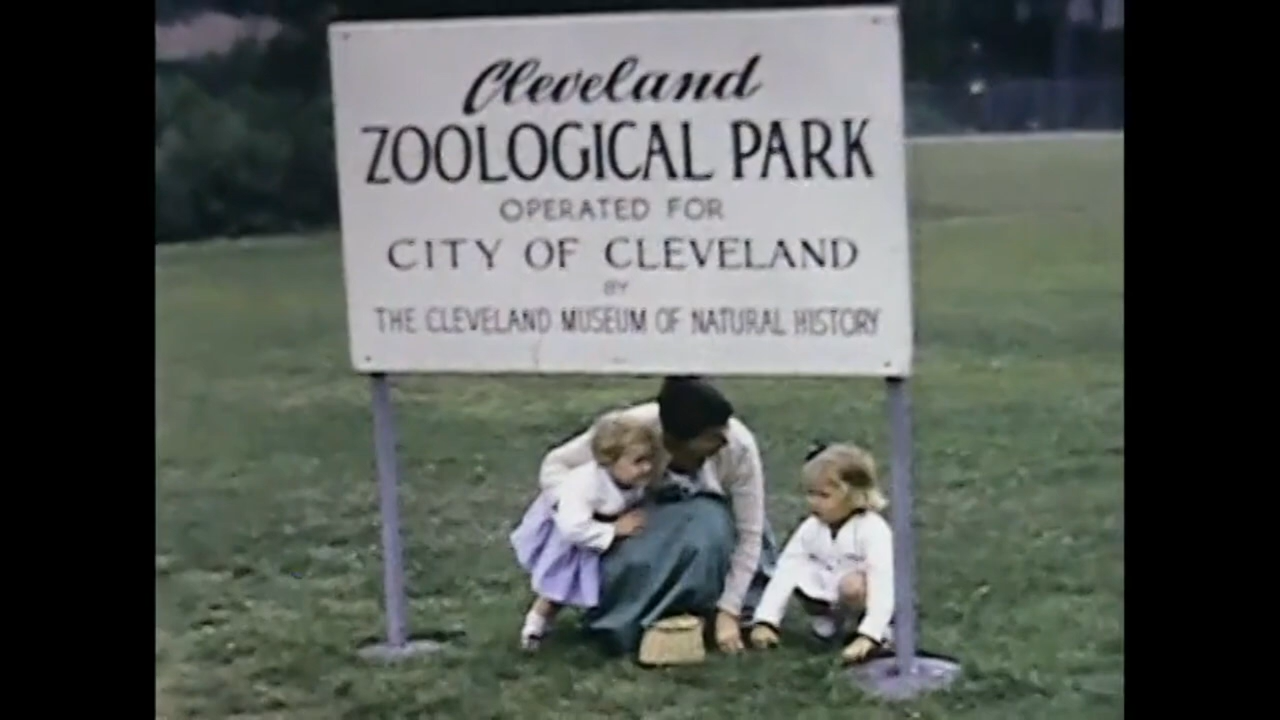 Cleveland
ZOOLOGICAL PARK
OPERATED FOR
CITY OF CLEVELAND
BY
THE CLEVELAND MUSEUM OF NATURAL HISTORY